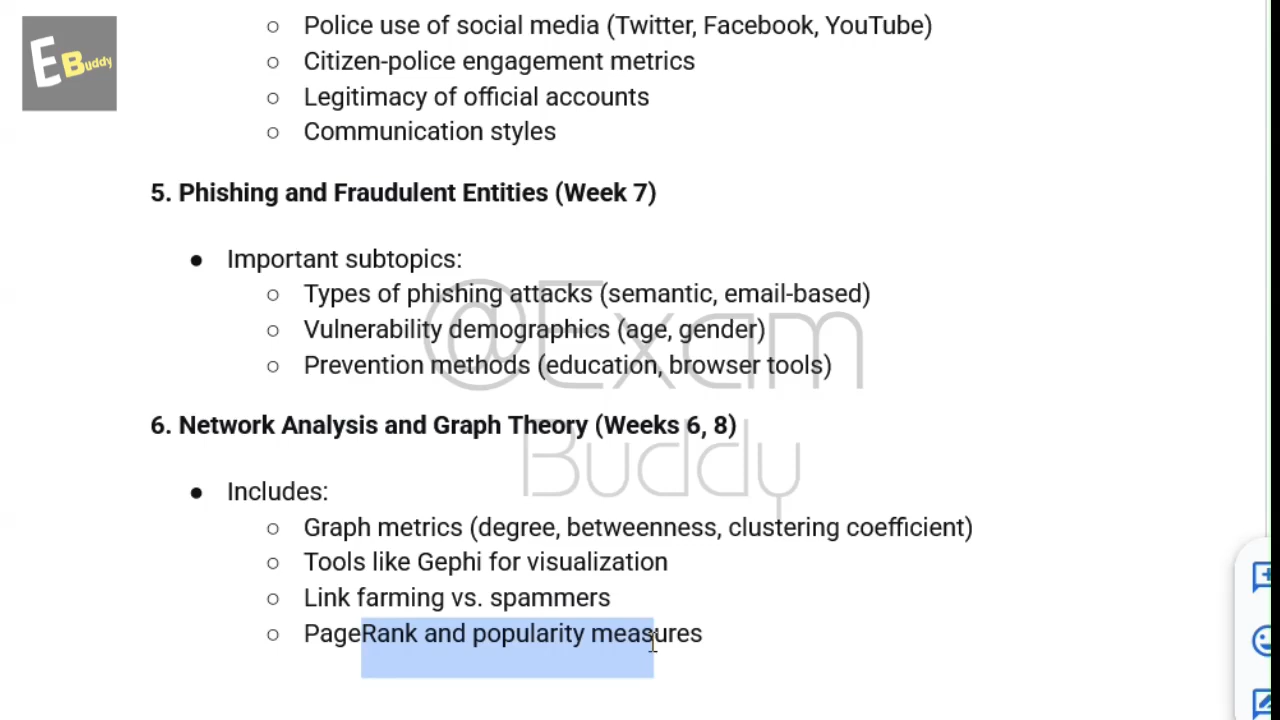 E Buddy
○ Police use of social media (Twitter, Facebook, YouTube)
○ Citizen-police engagement metrics
○ Legitimacy of official accounts
○ Communication styles
5. Phishing and Fraudulent Entities (Week 7)
● Important subtopics:
○ Types of phishing attacks (semantic, email-based)
○ Vulnerability demographics (age, gender)
○ Prevention methods (education, browser tools)
@Exam
Buddy
6. Network Analysis and Graph Theory (Weeks 6, 8)
● Includes:
○ Graph metrics (degree, betweenness, clustering coefficient)
○ Tools like Gephi for visualization
○ Link farming vs. spammers
○ PageRank and popularity measures